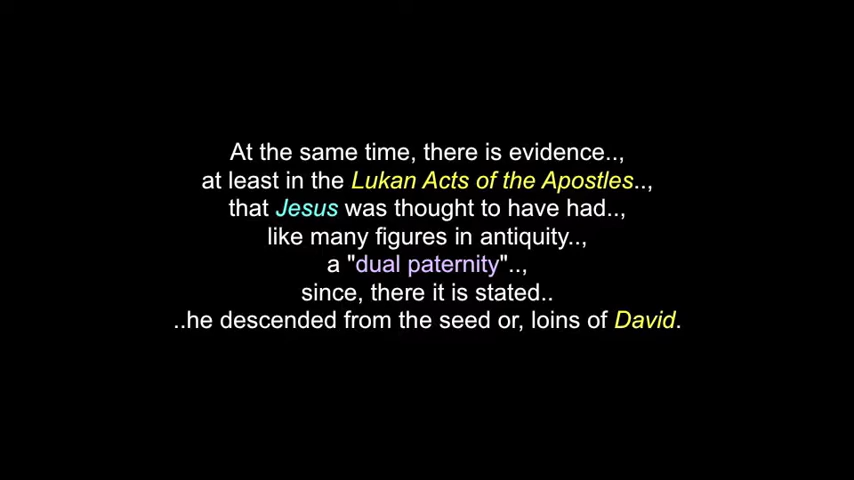 At the same time, there is evidence..,
at least in the Lukan Acts of the Apostles..,
that Jesus was thought to have had..,
like many figures in antiquity..,
a "dual paternity"..,
since, there it is stated..
..he descended from the seed or, loins of David.